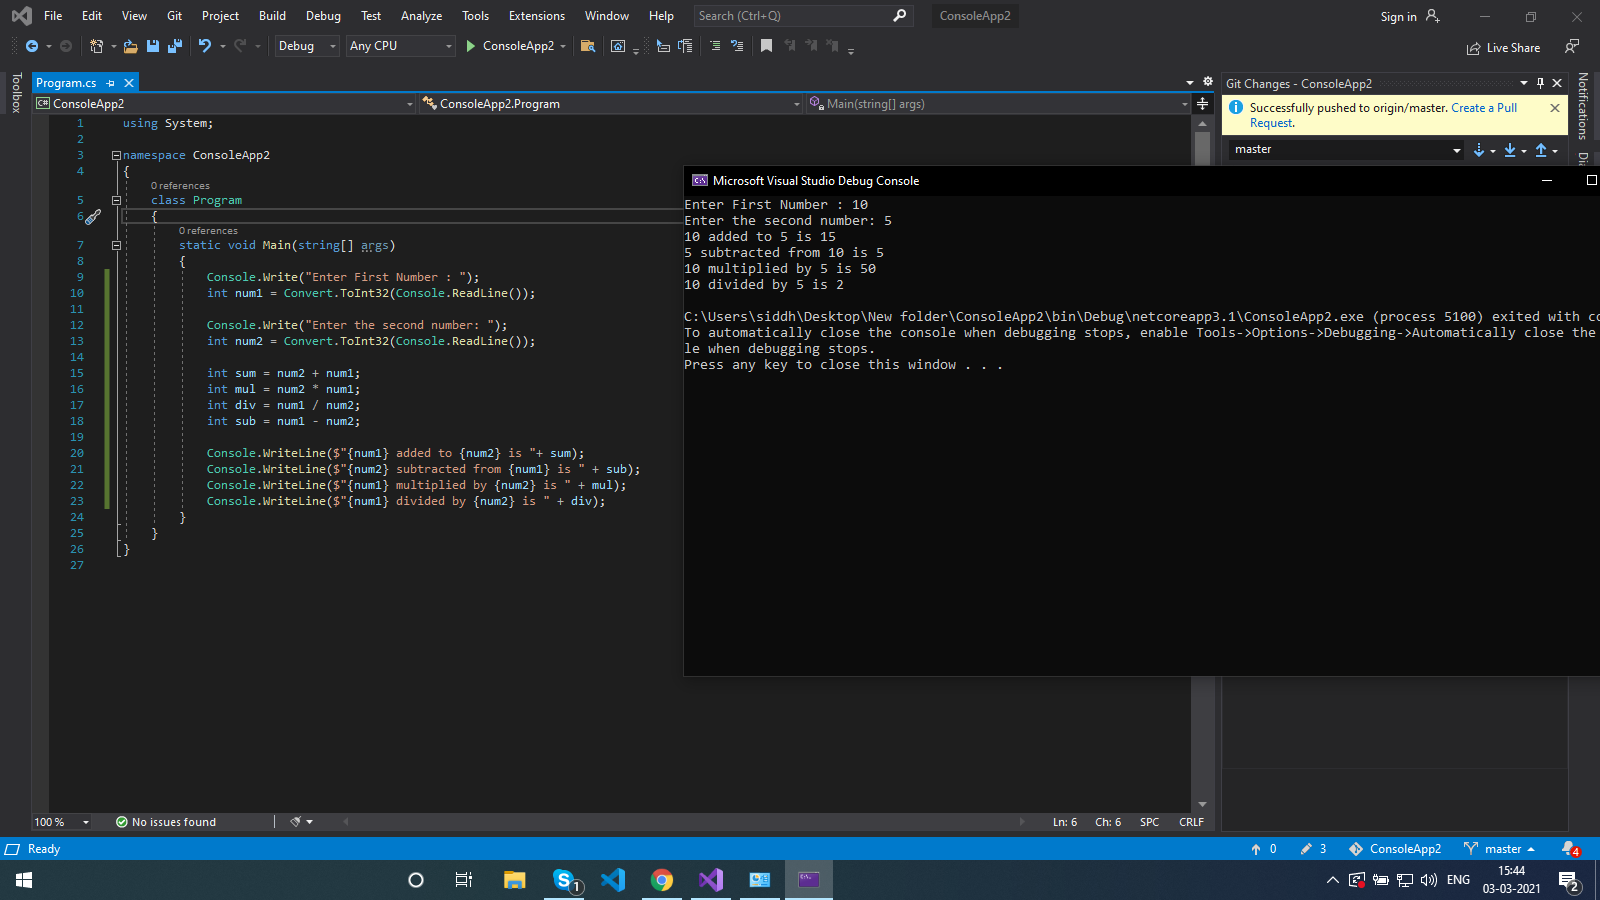 File Edit View Git Project Build Debug Test Analyze Tools Extensions Window Help Search (Ctrl+Q) ConsoleApp2 Sign in
Debug Any CPU ConsoleApp2 Live Share
Toolbox
Program.cs
C# ConsoleApp2 ConsoleApp2.Program Main(string[] args)
1 using System;
2
3 namespace ConsoleApp2
4 {
0 references
5 class Program
6 {
0 references
7 static void Main(string[] args)
8 {
9 Console.Write("Enter First Number : ");
10 int num1 = Convert.ToInt32(Console.ReadLine());
11
12 Console.Write("Enter the second number: ");
13 int num2 = Convert.ToInt32(Console.ReadLine());
14
15 int sum = num2 + num1;
16 int mul = num2 * num1;
17 int div = num1 / num2;
18 int sub = num1 - num2;
19
20 Console.WriteLine($"{num1} added to {num2} is "+ sum);
21 Console.WriteLine($"{num2} subtracted from {num1} is " + sub);
22 Console.WriteLine($"{num1} multiplied by {num2} is " + mul);
23 Console.WriteLine($"{num1} divided by {num2} is " + div);
24 }
25 }
26 }
27
Git Changes - ConsoleApp2
Successfully pushed to origin/master. Create a Pull
Request.
master
Notifications
Di
Microsoft Visual Studio Debug Console
Enter First Number : 10
Enter the second number: 5
10 added to 5 is 15
5 subtracted from 10 is 5
10 multiplied by 5 is 50
10 divided by 5 is 2
C:\Users\siddh\Desktop\New folder\ConsoleApp2\bin\Debug\netcoreapp3.1\ConsoleApp2.exe (process 5100) exited with co
To automatically close the console when debugging stops, enable Tools->Options->Debugging->Automatically close the
le when debugging stops.
Press any key to close this window . . .
100 % No issues found Ln: 6 Ch: 6 SPC CRLF
Ready 0 3 ConsoleApp2 master 4
S 1 ENG 15:44
03-03-2021 2